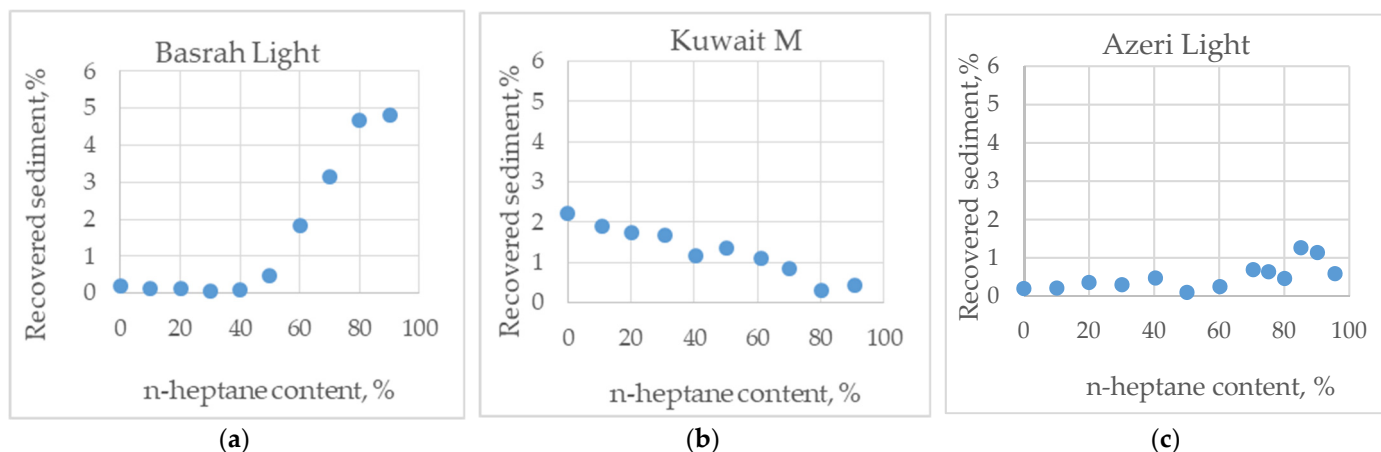 Basrah Light
Recovered sediment,%
6
5
4
3
2
1
0
0 20 40 60 80 100
n-heptane content, %
(a)
Kuwait M
Recovered sediment,%
6
5
4
3
2
1
0
0 20 40 60 80 100
n-heptane content, %
(b)
Azeri Light
Recovered sediment,%
6
5
4
3
2
1
0
0 20 40 60 80 100
n-heptane content, %
(c)